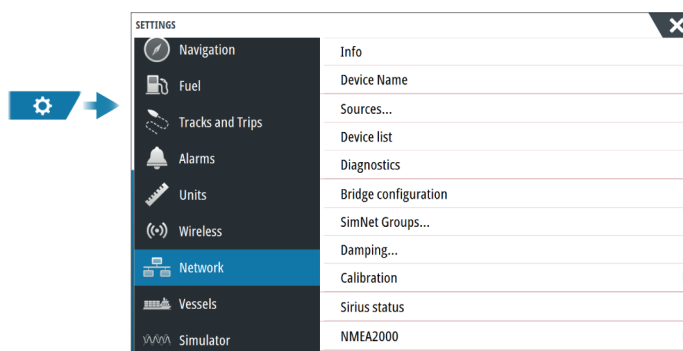 SETTINGS
Navigation
Fuel
Tracks and Trips
Alarms
Units
Wireless
Network
Vessels
Simulator
Info
Device Name
Sources...
Device list
Diagnostics
Bridge configuration
SimNet Groups...
Damping...
Calibration
Sirius status
NMEA2000